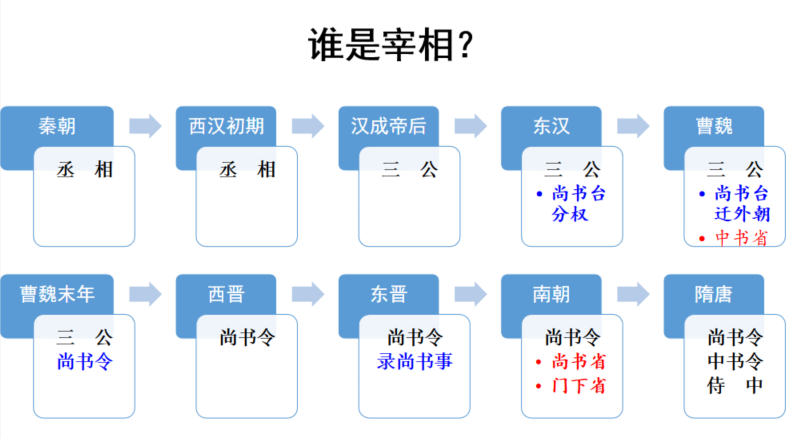 谁是宰相?
秦朝
丞 相
西汉初期
丞 相
汉成帝后
三 公
东汉
三 公
• 尚书台
分权
曹魏
三 公
• 尚书台
迁外朝
• 中书省
曹魏末年
三 公
尚书令
西晋
尚书令
东晋
尚书令
录尚书事
南朝
尚书令
• 尚书省
• 门下省
隋唐
尚书令
中书令
侍 中